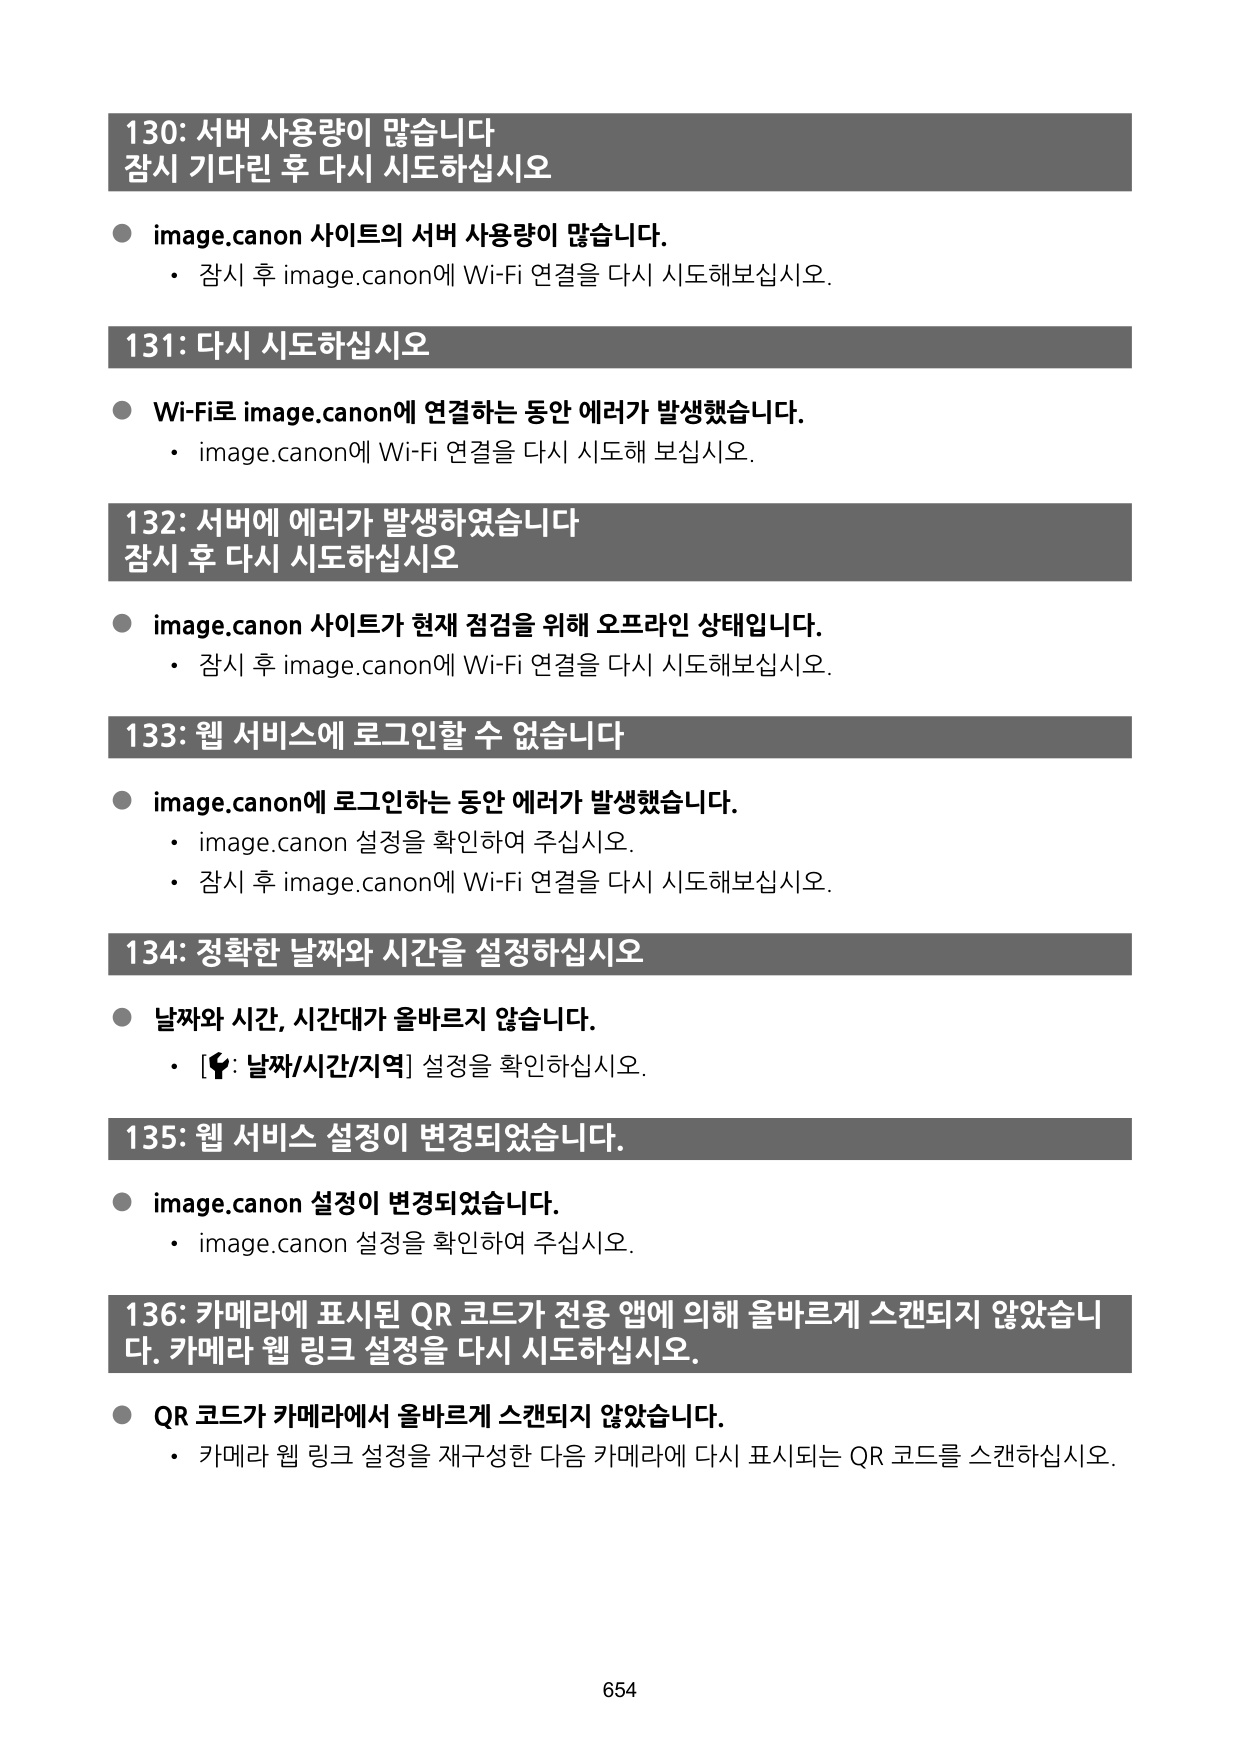 130: 서버 사용량이 많습니다
잠시 기다린 후 다시 시도하십시오
● image.canon 사이트의 서버 사용량이 많습니다.
• 잠시 후 image.canon에 Wi-Fi 연결을 다시 시도해보십시오.
131: 다시 시도하십시오
● Wi-Fi로 image.canon에 연결하는 동안 에러가 발생했습니다.
• image.canon에 Wi-Fi 연결을 다시 시도해 보십시오.
132: 서버에 에러가 발생하였습니다
잠시 후 다시 시도하십시오
● image.canon 사이트가 현재 점검을 위해 오프라인 상태입니다.
• 잠시 후 image.canon에 Wi-Fi 연결을 다시 시도해보십시오.
133: 웹 서비스에 로그인할 수 없습니다
● image.canon에 로그인하는 동안 에러가 발생했습니다.
• image.canon 설정을 확인하여 주십시오.
• 잠시 후 image.canon에 Wi-Fi 연결을 다시 시도해보십시오.
134: 정확한 날짜와 시간을 설정하십시오
● 날짜와 시간, 시간대가 올바르지 않습니다.
• [: 날짜/시간/지역] 설정을 확인하십시오.
135: 웹 서비스 설정이 변경되었습니다.
● image.canon 설정이 변경되었습니다.
• image.canon 설정을 확인하여 주십시오.
136: 카메라에 표시된 QR 코드가 전용 앱에 의해 올바르게 스캔되지 않았습니
다. 카메라 웹 링크 설정을 다시 시도하십시오.
● QR 코드가 카메라에서 올바르게 스캔되지 않았습니다.
• 카메라 웹 링크 설정을 재구성한 다음 카메라에 다시 표시되는 QR 코드를 스캔하십시오.
654